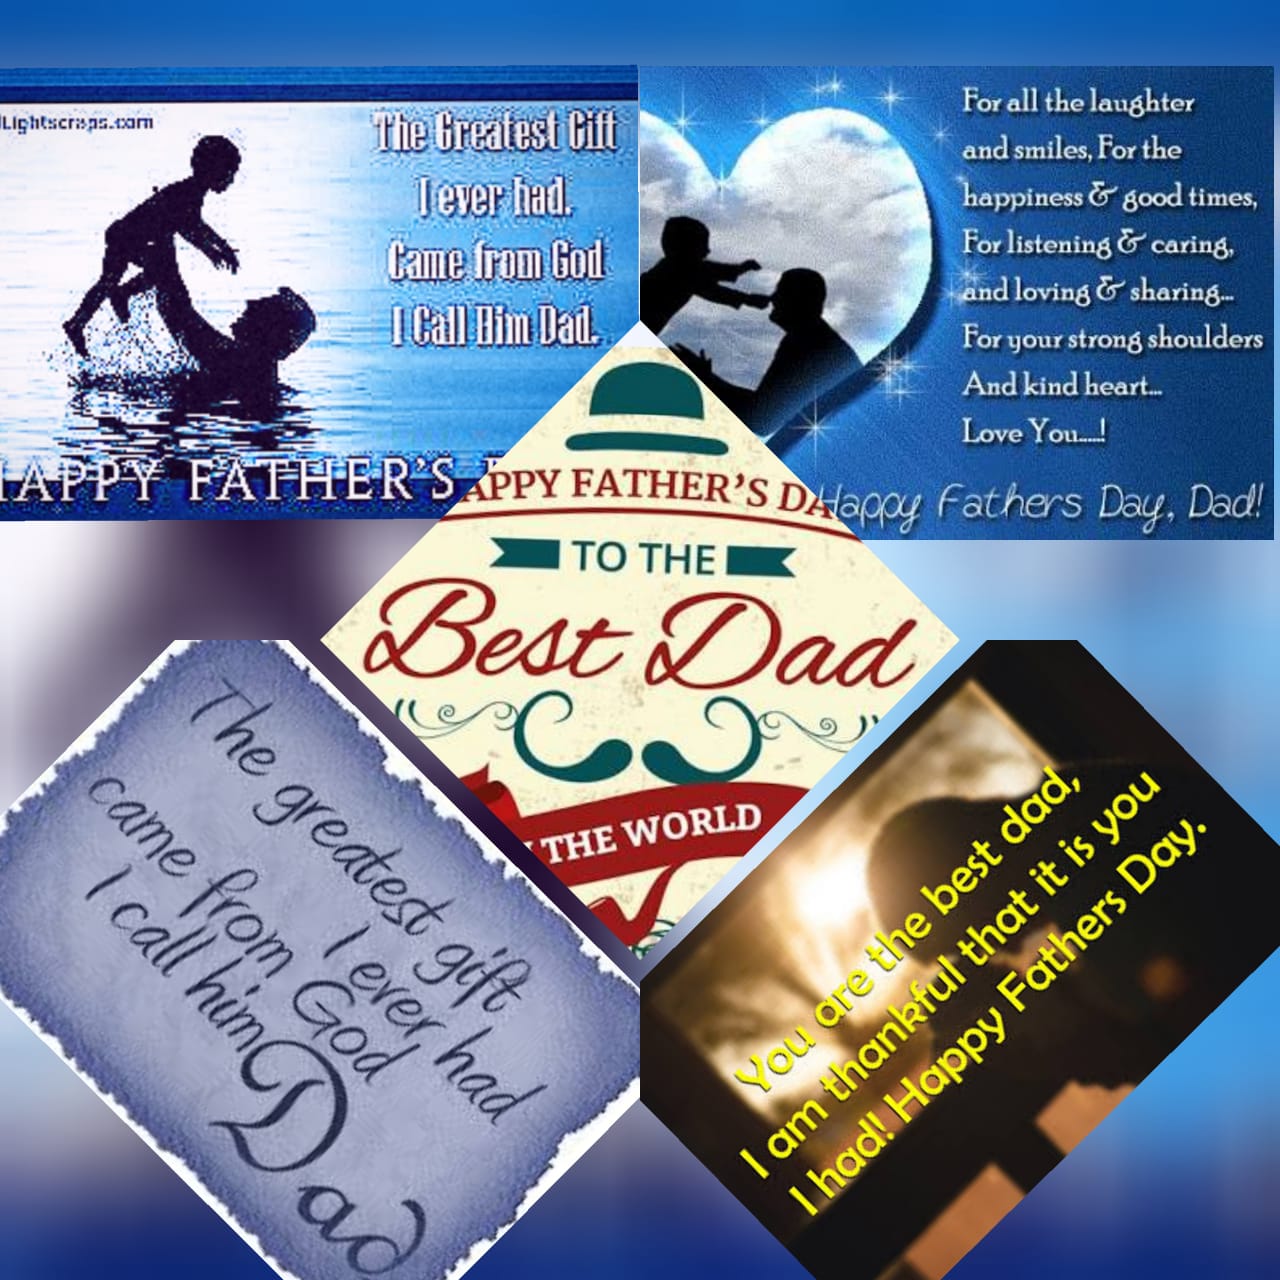 Lightscraps.com
The Greatest Gift
I ever had.
Came from God
I Call Him Dad.
HAPPY FATHER'S
For all the laughter
and smiles, For the
happiness & good times,
For listening & caring,
and loving & sharing...
For your strong shoulders
And kind heart...
Love You.....!
Happy Fathers Day, Dad!
APPY FATHER'S DA
TO THE
Best Dad
THE WORLD
The greatest gift
I ever had
came from God
I call him
Dad
You are the best dad,
I am thankful that it is you
I had! Happy Fathers Day.